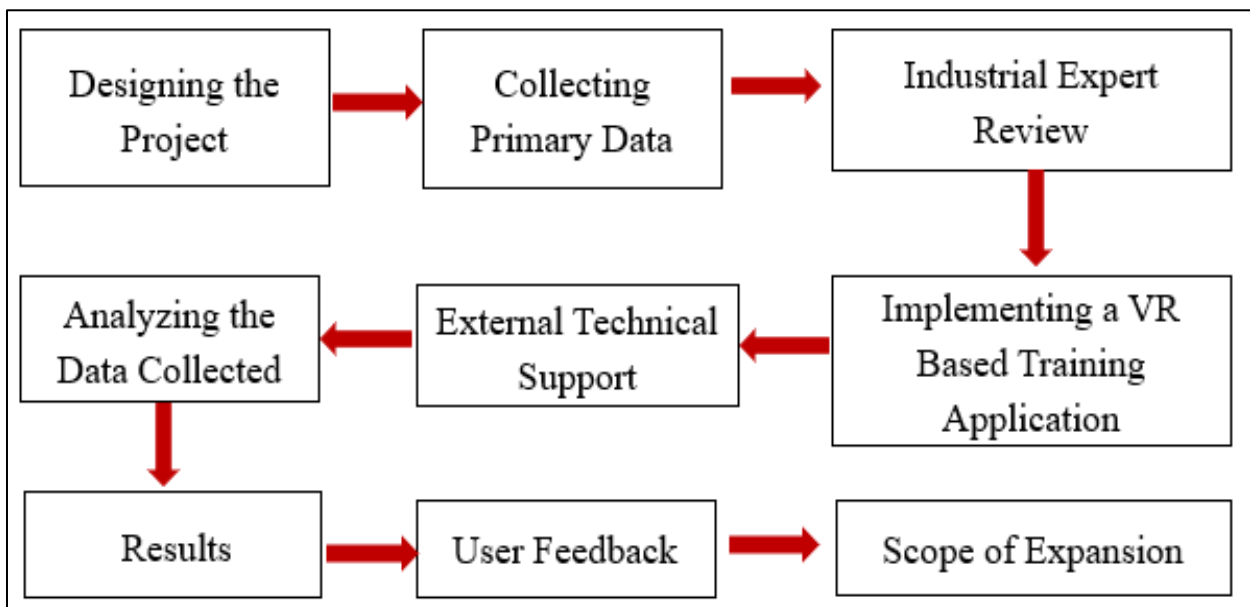 Designing the
Project
Collecting
Primary Data
Industrial Expert
Review
Implementing a VR
Based Training
Application
External Technical
Support
Analyzing the
Data Collected
Results
User Feedback
Scope of Expansion